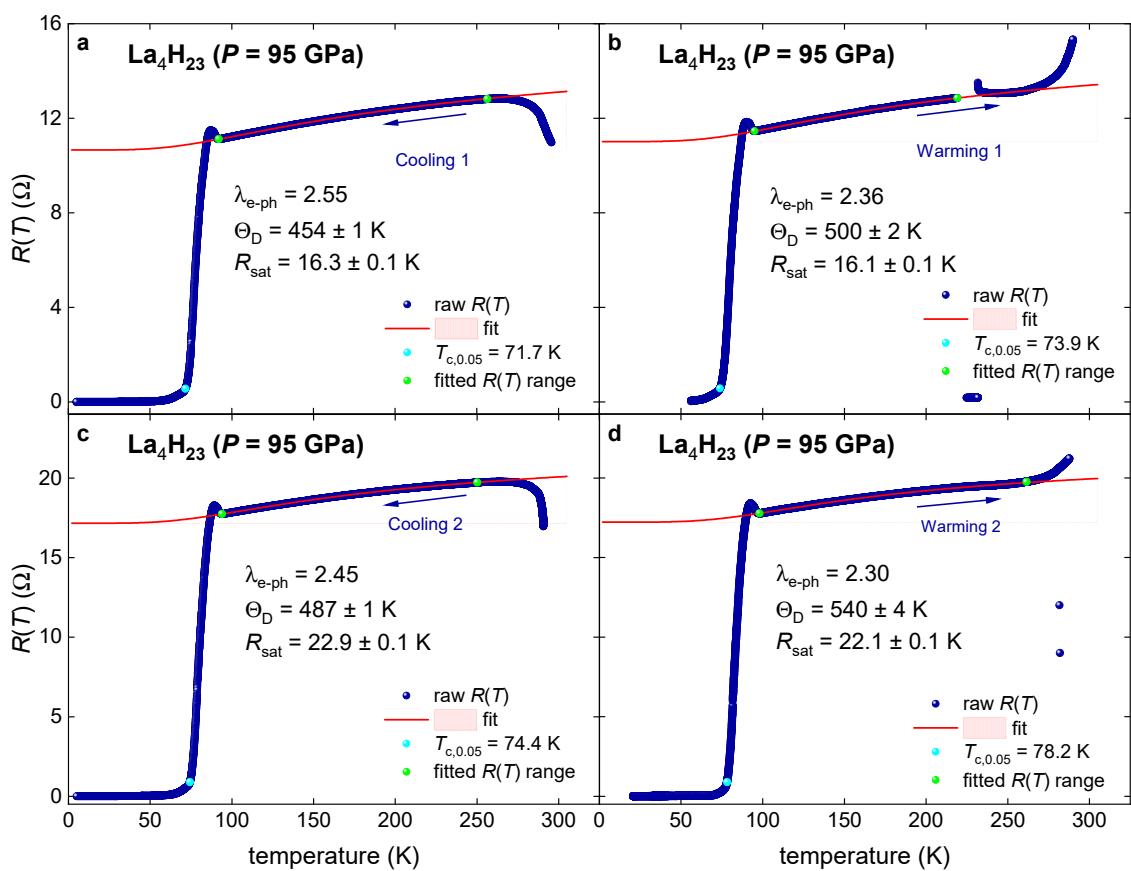 a
La₄H₂₃ (P = 95 GPa)
Cooling 1
λe-ph = 2.55
ΘD = 454 ± 1 K
Rsat = 16.3 ± 0.1 K
raw R(T)
fit
Tc,0.05 = 71.7 K
fitted R(T) range
16
12
8
4
0
R(T) (Ω)
b
La₄H₂₃ (P = 95 GPa)
Warming 1
λe-ph = 2.36
ΘD = 500 ± 2 K
Rsat = 16.1 ± 0.1 K
raw R(T)
fit
Tc,0.05 = 73.9 K
fitted R(T) range
c
La₄H₂₃ (P = 95 GPa)
Cooling 2
λe-ph = 2.45
ΘD = 487 ± 1 K
Rsat = 22.9 ± 0.1 K
raw R(T)
fit
Tc,0.05 = 74.4 K
fitted R(T) range
20
15
10
5
0
R(T) (Ω)
0 50 100 150 200 250 300
temperature (K)
d
La₄H₂₃ (P = 95 GPa)
Warming 2
λe-ph = 2.30
ΘD = 540 ± 4 K
Rsat = 22.1 ± 0.1 K
raw R(T)
fit
Tc,0.05 = 78.2 K
fitted R(T) range
0 50 100 150 200 250 300
temperature (K)